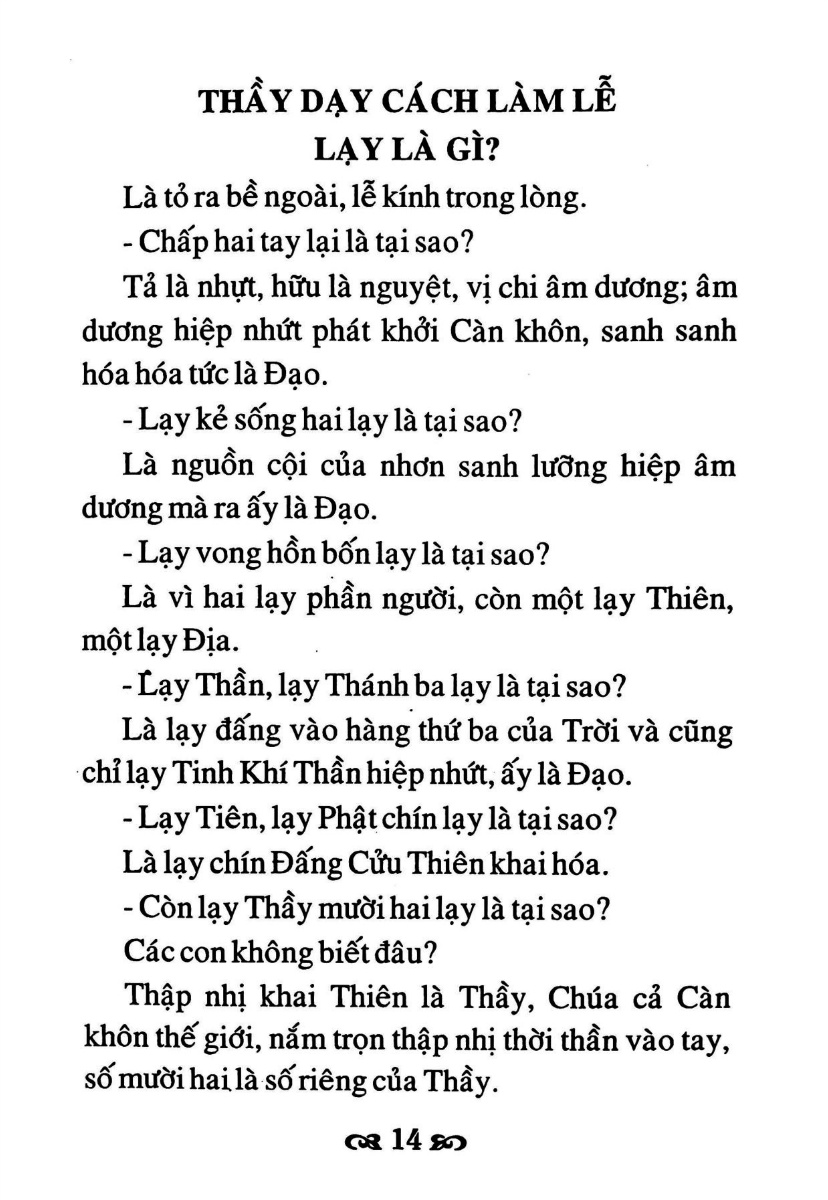 THẦY DẠY CÁCH LÀM LỄ
LẠY LÀ GÌ?
Là tỏ ra bề ngoài, lễ kính trong lòng.
- Chấp hai tay lại là tại sao?
Tả là nhựt, hữu là nguyệt, vị chi âm dương; âm
dương hiệp nhứt phát khởi Càn khôn, sanh sanh
hóa hóa tức là Đạo.
- Lạy kẻ sống hai lạy là tại sao?
Là nguồn cội của nhơn sanh lưỡng hiệp âm
dương mà ra ấy là Đạo.
- Lạy vong hồn bốn lạy là tại sao?
Là vì hai lạy phần người, còn một lạy Thiên,
một lạy Địa.
- Lạy Thần, lạy Thánh ba lạy là tại sao?
Là lạy đấng vào hàng thứ ba của Trời và cũng
chỉ lạy Tinh Khí Thần hiệp nhứt, ấy là Đạo.
- Lạy Tiên, lạy Phật chín lạy là tại sao?
Là lạy chín Đấng Cửu Thiên khai hóa.
- Còn lạy Thầy mười hai lạy là tại sao?
Các con không biết đâu?
Thập nhị khai Thiên là Thầy, Chúa cả Càn
khôn thế giới, nắm trọn thập nhị thời thần vào tay,
số mười hai là số riêng của Thầy.
14